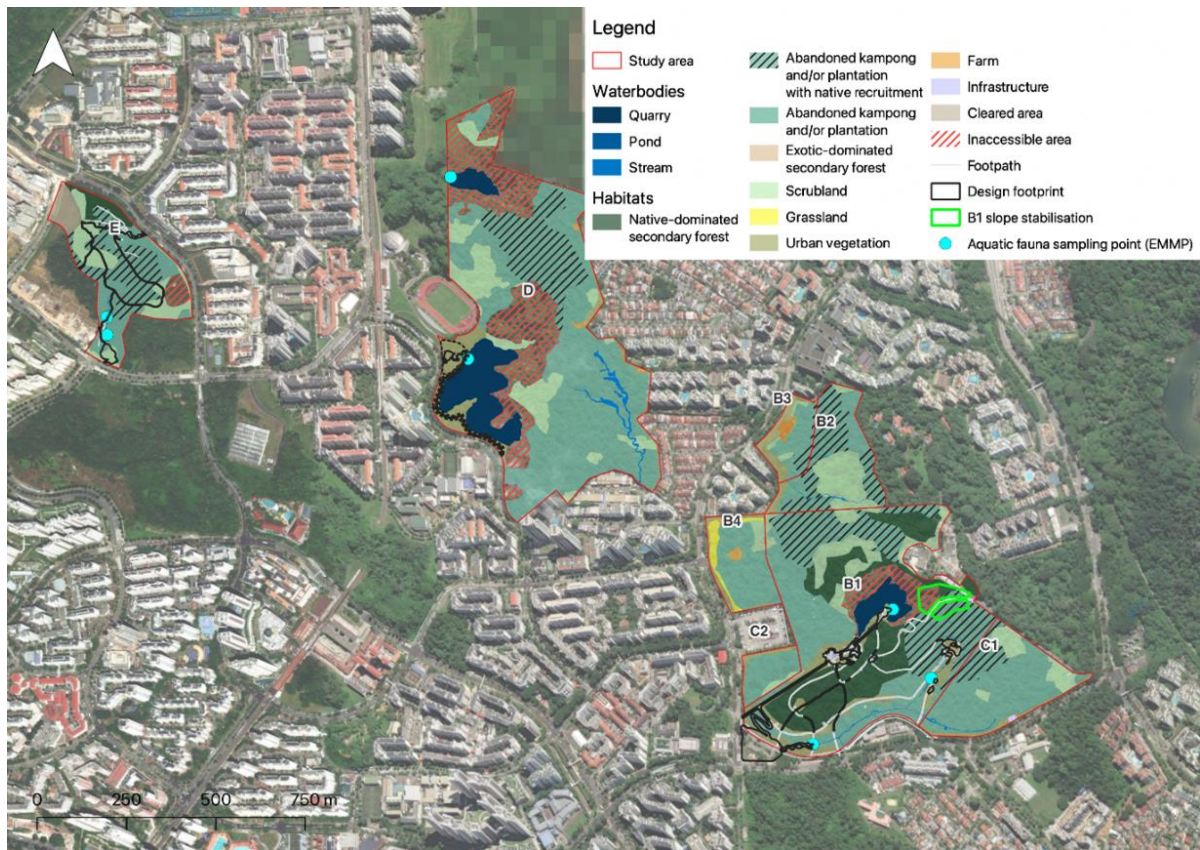 Legend
Study area
Waterbodies
Quarry
Pond
Stream
Habitats
Native-dominated
secondary forest
Abandoned kampong
and/or plantation
with native recruitment
Abandoned kampong
and/or plantation
Exotic-dominated
secondary forest
Scrubland
Grassland
Urban vegetation
Farm
Infrastructure
Cleared area
Inaccessible area
Footpath
Design footprint
B1 slope stabilisation
Aquatic fauna sampling point (EMMP)
E
D
B3
B2
B4
B1
C2
C1
0 250 500 750 m